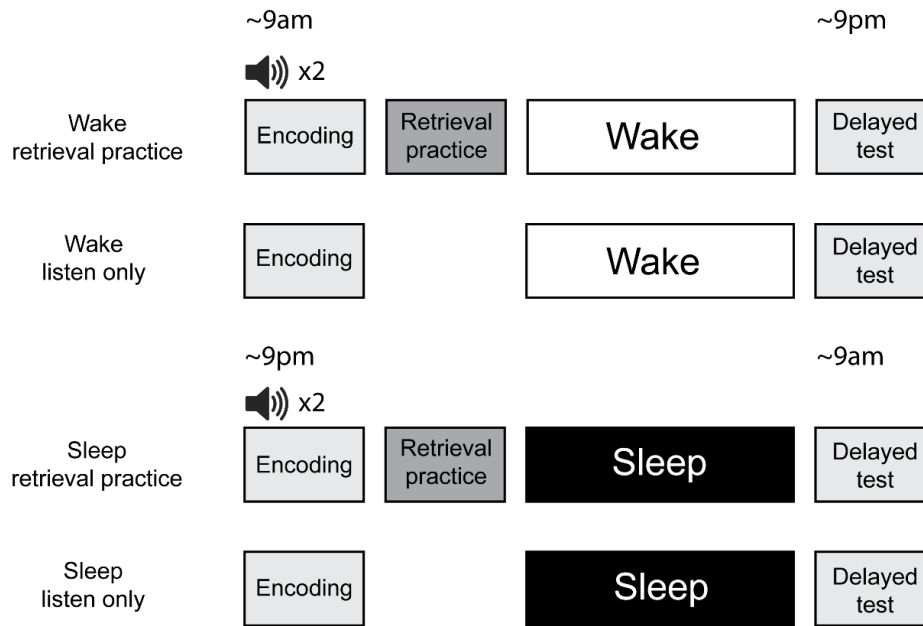 ~9am ~9pm
x2
Wake
retrieval practice
Encoding
Retrieval
practice
Wake
Delayed
test
Wake
listen only
Encoding
Wake
Delayed
test
~9pm ~9am
x2
Sleep
retrieval practice
Encoding
Retrieval
practice
Sleep
Delayed
test
Sleep
listen only
Encoding
Sleep
Delayed
test